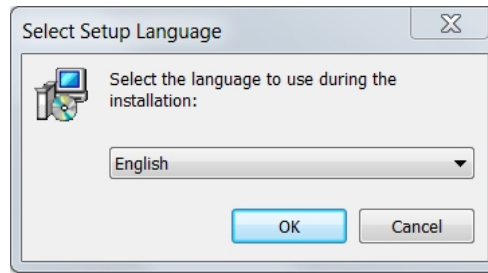 Select Setup Language
Select the language to use during the
installation:
English
OK
Cancel